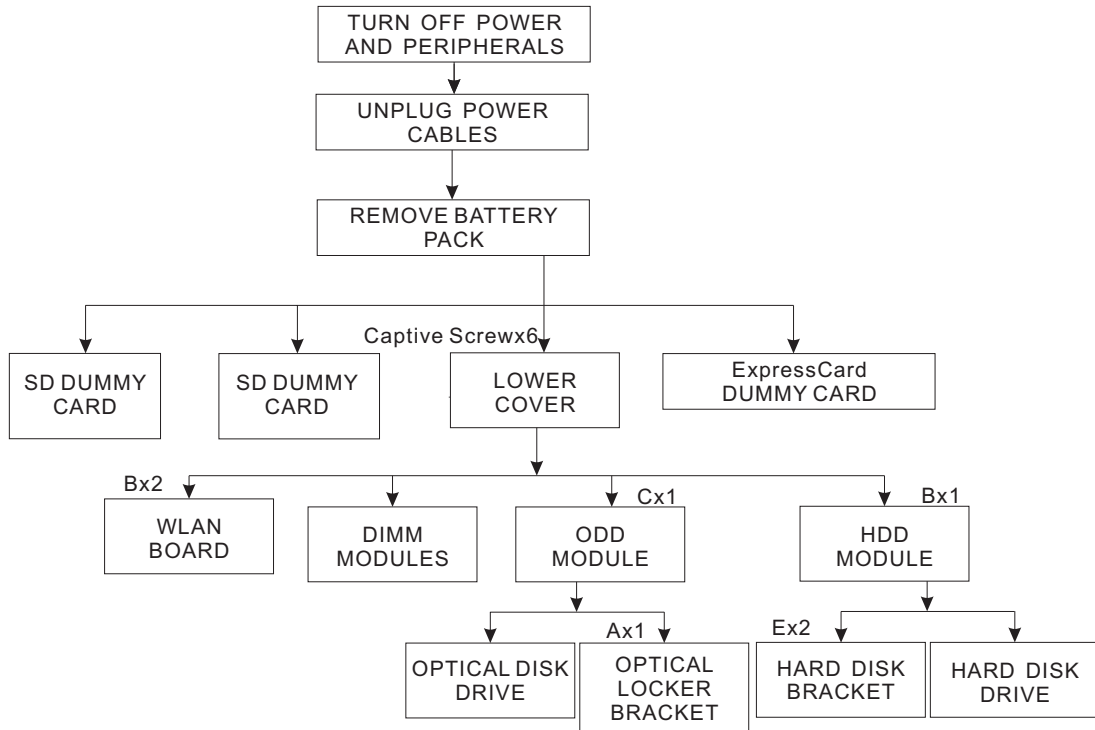 TURN OFF POWER
AND PERIPHERALS
UNPLUG POWER
CABLES
REMOVE BATTERY
PACK
Captive Screwx6
SD DUMMY
CARD
SD DUMMY
CARD
LOWER
COVER
ExpressCard
DUMMY CARD
Bx2
WLAN
BOARD
DIMM
MODULES
Cx1
ODD
MODULE
Bx1
HDD
MODULE
OPTICAL DISK
DRIVE
Ax1
OPTICAL
LOCKER
BRACKET
Ex2
HARD DISK
BRACKET
HARD DISK
DRIVE